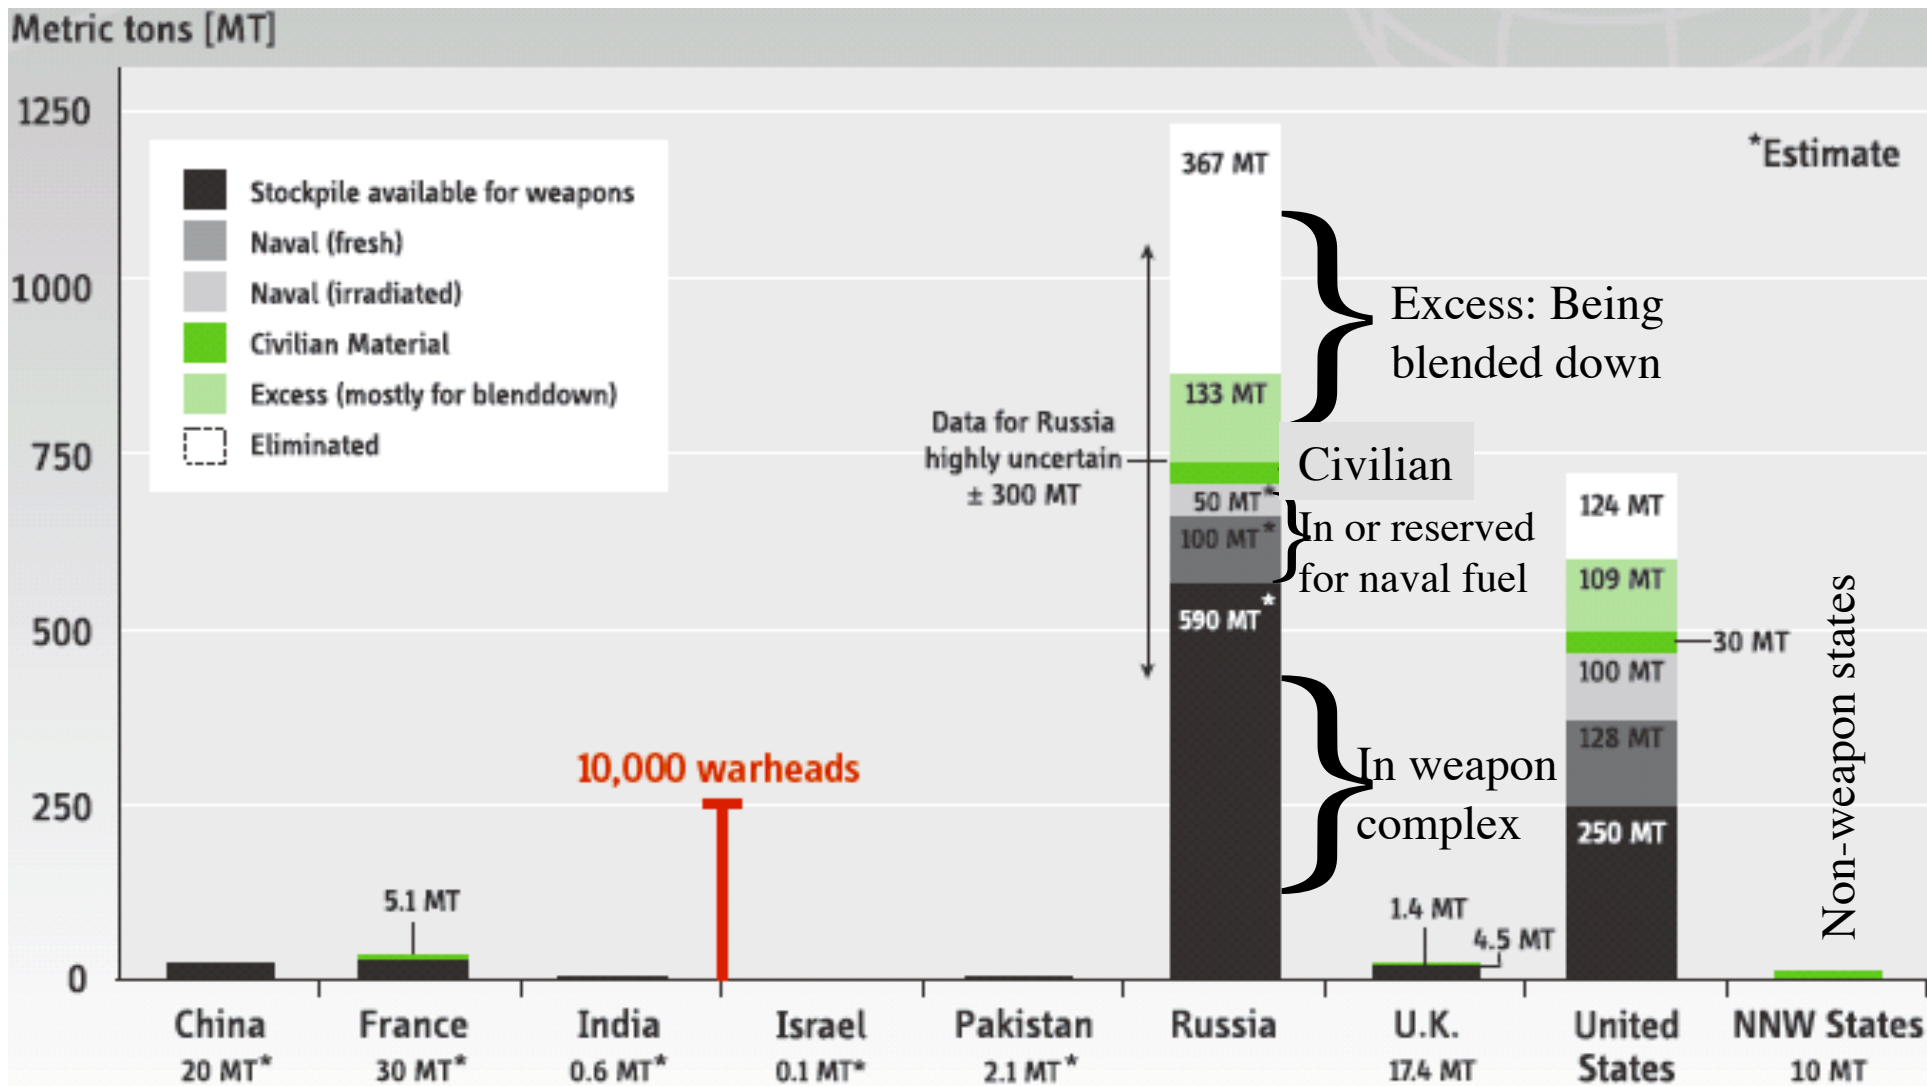 Metric tons [MT]
1250
1000
750
500
250
0
Stockpile available for weapons
Naval (fresh)
Naval (irradiated)
Civilian Material
Excess (mostly for blenddown)
Eliminated
*Estimate
367 MT
133 MT
50 MT*
100 MT*
590 MT*
Data for Russia
highly uncertain
± 300 MT
Excess: Being
blended down
Civilian
In or reserved
for naval fuel
In weapon
complex
10,000 warheads
5.1 MT
1.4 MT
4.5 MT
124 MT
109 MT
30 MT
100 MT
128 MT
250 MT
Non-weapon states
China
20 MT*
France
30 MT*
India
0.6 MT*
Israel
0.1 MT*
Pakistan
2.1 MT*
Russia
U.K.
17.4 MT
United
States
NNW States
10 MT